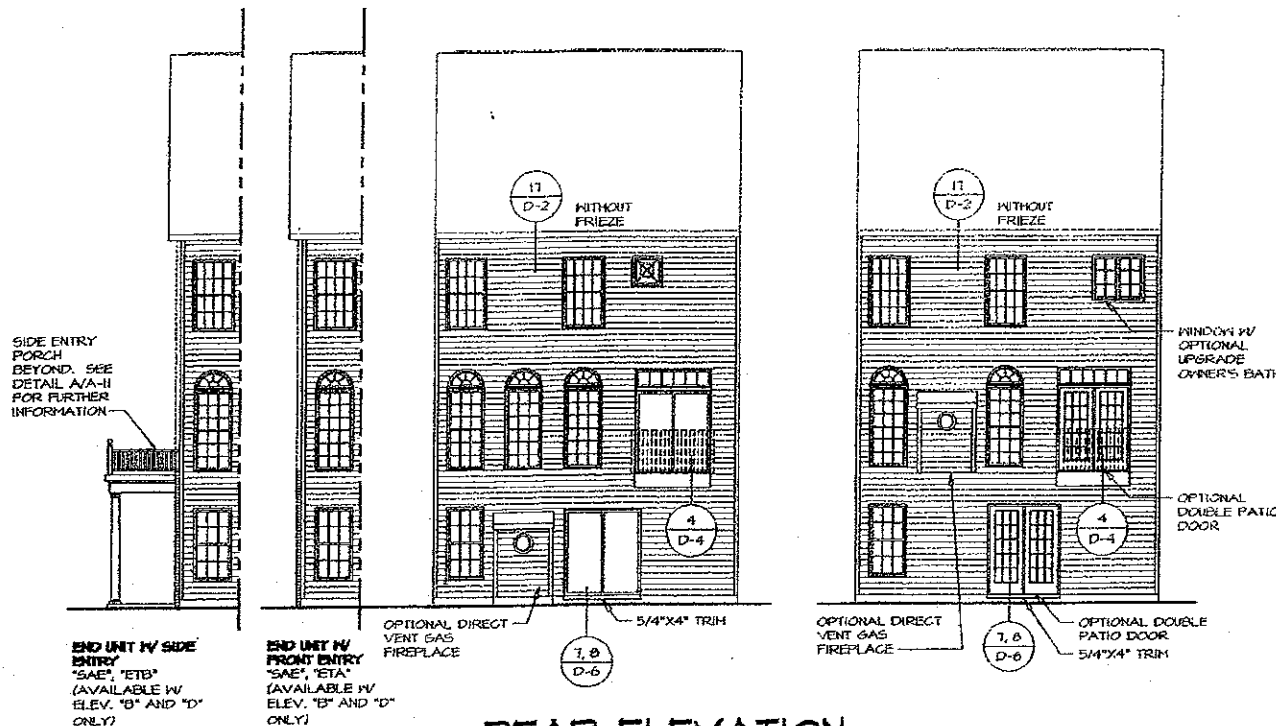 17
D-2
WITHOUT
FRIEZE
17
D-2
WITHOUT
FRIEZE
SIDE ENTRY
PORCH
BEYOND. SEE
DETAIL A/A-11
FOR FURTHER
INFORMATION
WINDOW W/
OPTIONAL
UPGRADE
OWNER'S BATH
OPTIONAL
DOUBLE PATIO
DOOR
4
D-4
4
D-4
END UNIT W/ SIDE
ENTRY
"SAE", "ETB"
(AVAILABLE W/
ELEV. "B" AND "D"
ONLY)
END UNIT W/
FRONT ENTRY
"SAE", "ETA"
(AVAILABLE W/
ELEV. "B" AND "D"
ONLY)
OPTIONAL DIRECT
VENT GAS
FIREPLACE
7, 8
D-6
5/4"X4" TRIM
OPTIONAL DIRECT
VENT GAS
FIREPLACE
7, 8
D-6
OPTIONAL DOUBLE
PATIO DOOR
5/4"X4" TRIM
REAR ELEVATION